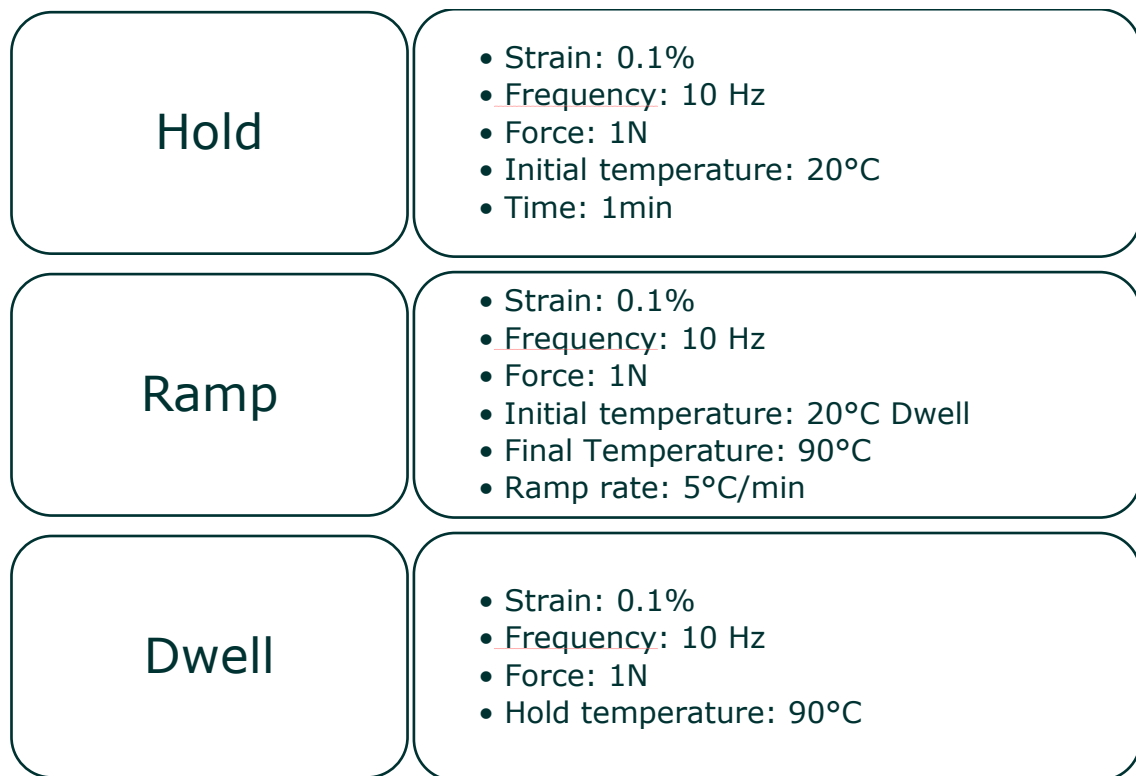 Hold
• Strain: 0.1%
• Frequency: 10 Hz
• Force: 1N
• Initial temperature: 20°C
• Time: 1min
Ramp
• Strain: 0.1%
• Frequency: 10 Hz
• Force: 1N
• Initial temperature: 20°C Dwell
• Final Temperature: 90°C
• Ramp rate: 5°C/min
Dwell
• Strain: 0.1%
• Frequency: 10 Hz
• Force: 1N
• Hold temperature: 90°C